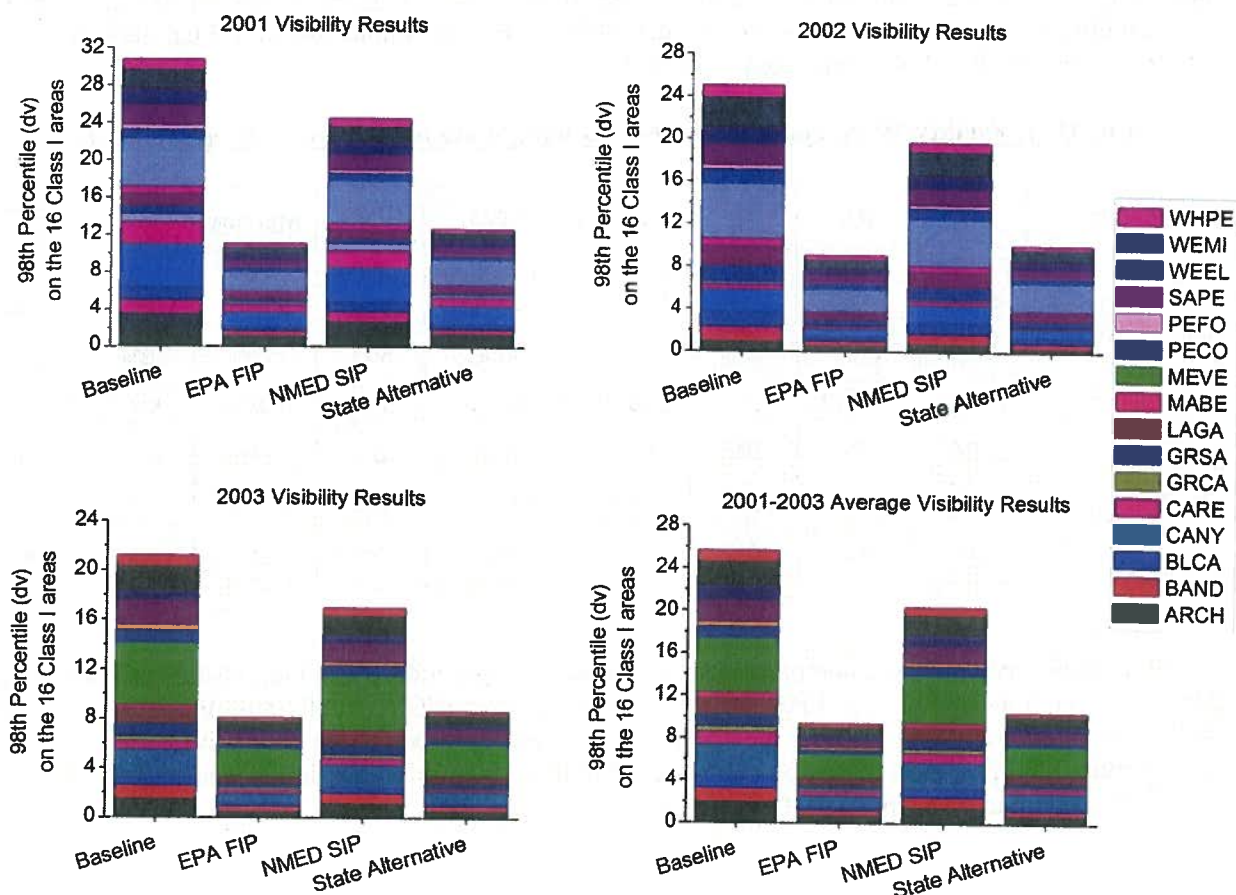 2001 Visibility Results
98th Percentile (dv)
on the 16 Class I areas
32
28
24
20
16
12
8
4
0
Baseline
EPA FIP
NMED SIP
State Alternative
2002 Visibility Results
98th Percentile (dv)
on the 16 Class I areas
28
24
20
16
12
8
4
0
Baseline
EPA FIP
NMED SIP
State Alternative
WHPE
WEMI
WEEL
SAPE
PEFO
PECO
MEVE
MABE
LAGA
GRSA
GRCA
CARE
CANY
BLCA
BAND
ARCH
2003 Visibility Results
98th Percentile (dv)
on the 16 Class I areas
24
20
16
12
8
4
0
Baseline
EPA FIP
NMED SIP
State Alternative
2001-2003 Average Visibility Results
98th Percentile (dv)
on the 16 Class I areas
28
24
20
16
12
8
4
0
Baseline
EPA FIP
NMED SIP
State Alternative